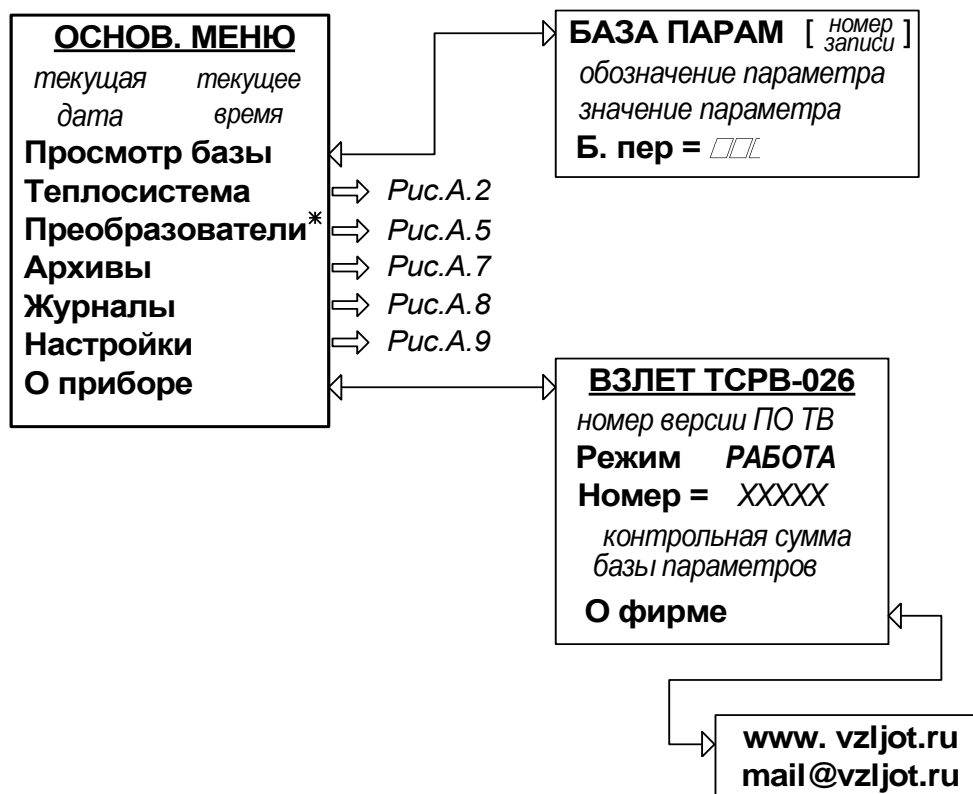 ОСНОВ. МЕНЮ
текущая текущее
дата время
Просмотр базы
Теплосистема
Преобразователи*
Архивы
Журналы
Настройки
О приборе
Рис.А.2
Рис.А.5
Рис.А.7
Рис.А.8
Рис.А.9
БАЗА ПАРАМ [ номер записи ]
обозначение параметра
значение параметра
Б. пер =
ВЗЛЕТ ТСРВ-026
номер версии ПО ТВ
Режим РАБОТА
Номер = XXXXX
контрольная сумма
базы параметров
О фирме
www. vzljot.ru
mail@vzljot.ru